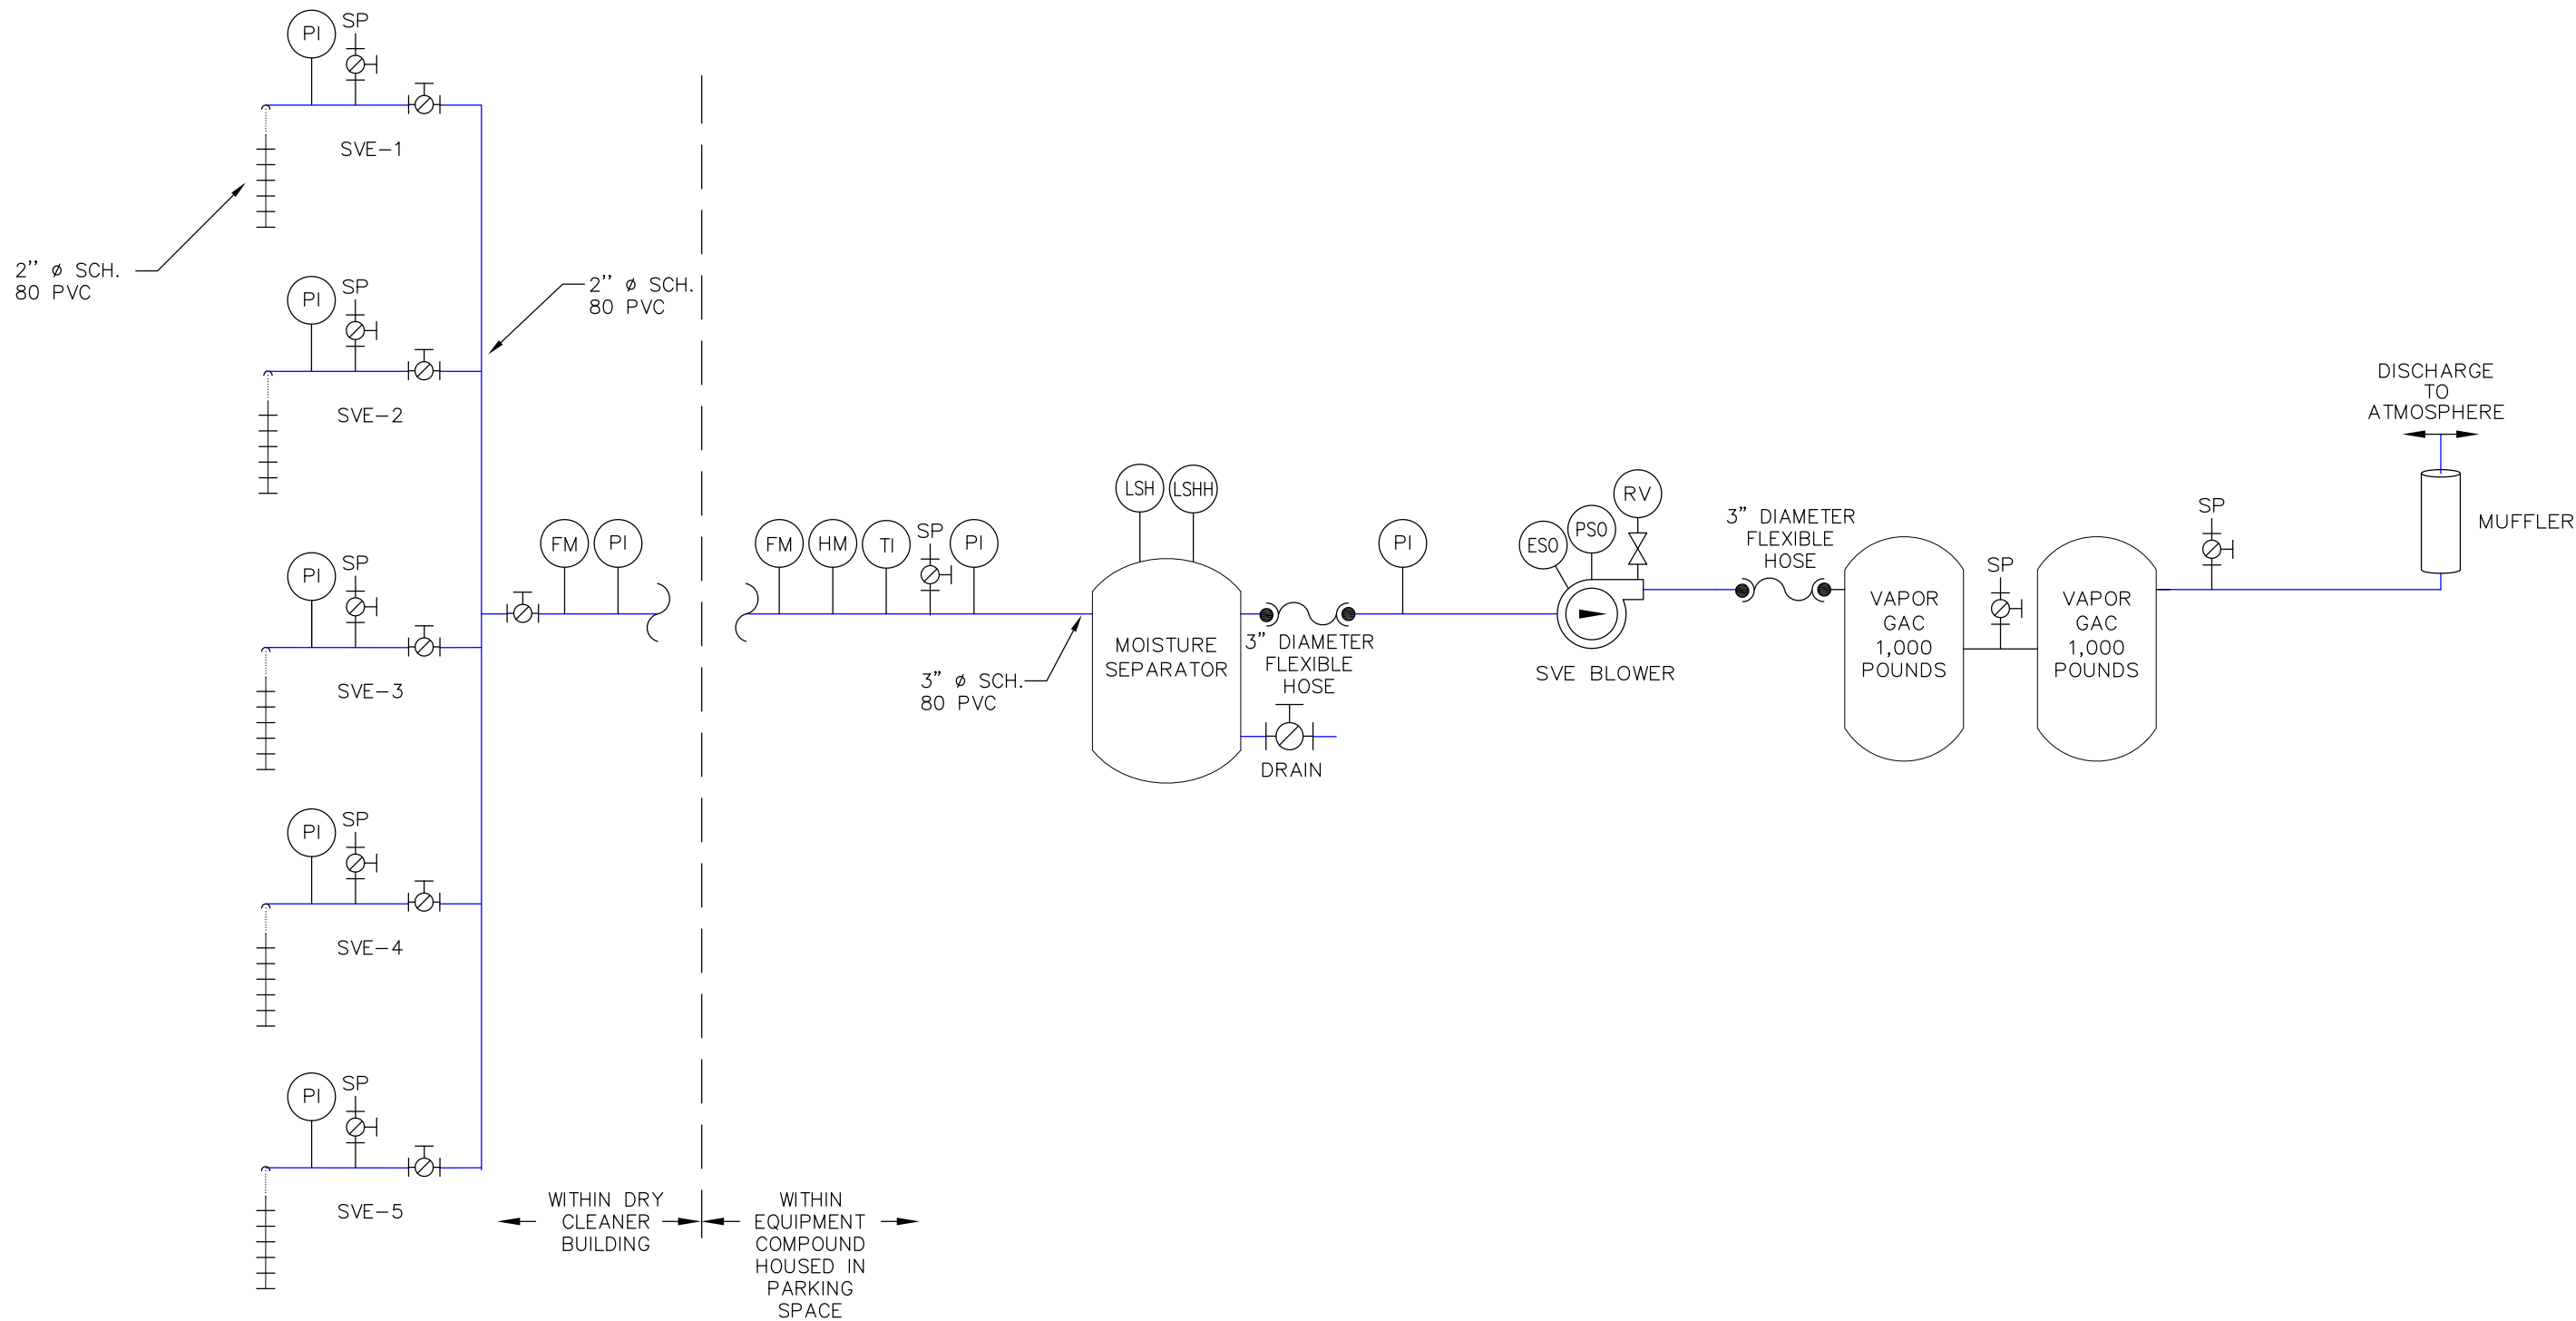 PI
SP
SVE-1
2'' ø SCH.
80 PVC
PI
SP
SVE-2
2'' ø SCH.
80 PVC
PI
SP
SVE-3
PI
SP
SVE-4
PI
SP
SVE-5
FM
PI
WITHIN DRY
CLEANER
BUILDING
WITHIN
EQUIPMENT
COMPOUND
HOUSED IN
PARKING
SPACE
FM
HM
TI
SP
PI
3" ø SCH.
80 PVC
LSH
LSHH
MOISTURE
SEPARATOR
3" DIAMETER
FLEXIBLE
HOSE
DRAIN
PI
ESO
PSO
RV
SVE BLOWER
3" DIAMETER
FLEXIBLE
HOSE
VAPOR
GAC
1,000
POUNDS
SP
VAPOR
GAC
1,000
POUNDS
SP
DISCHARGE
TO
ATMOSPHERE
MUFFLER